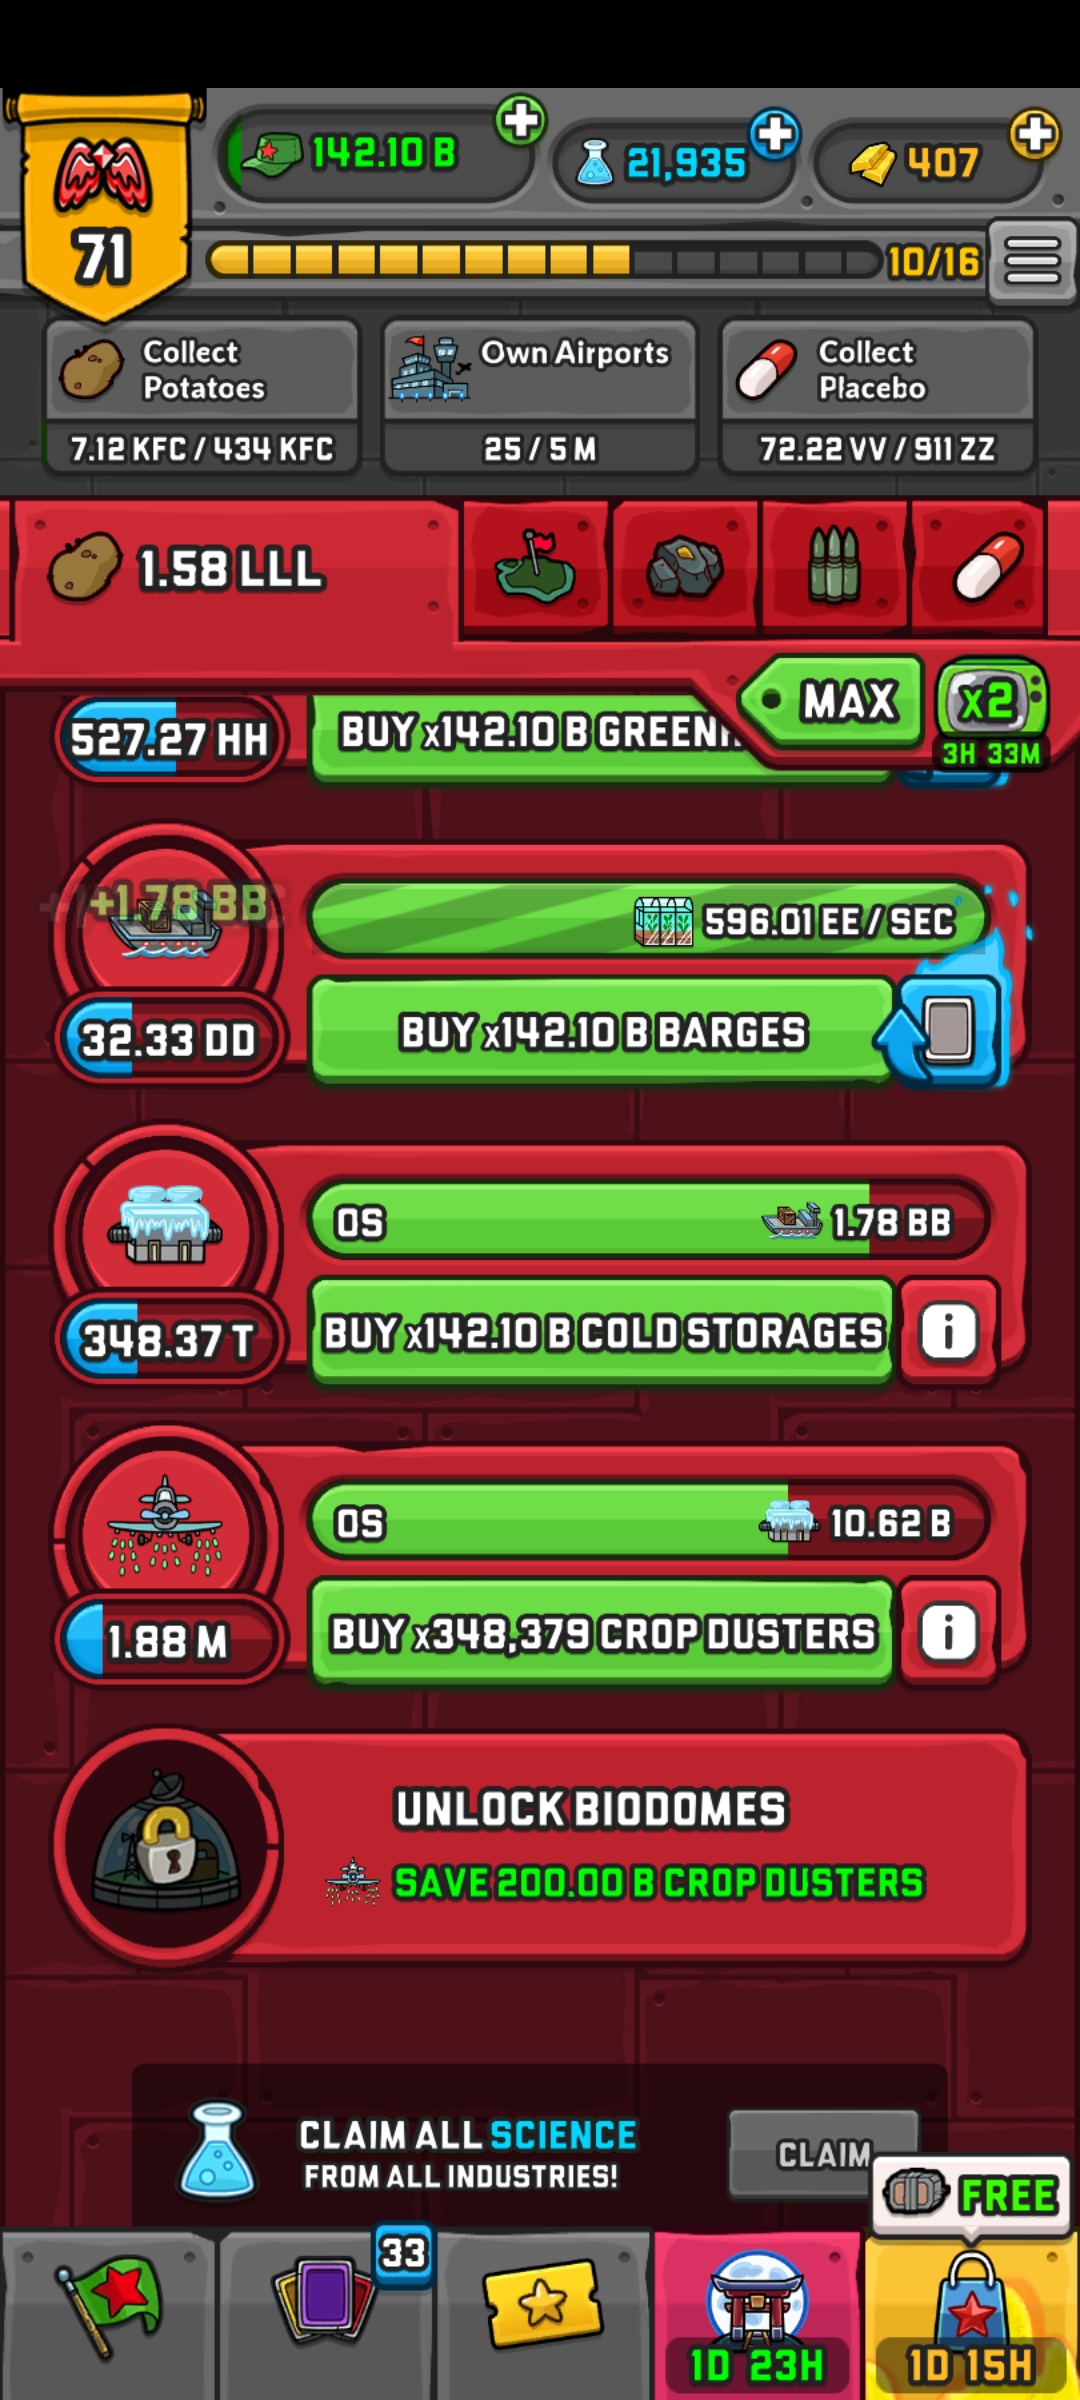 71
142.10 B
21,935
407
10/16
Collect
Potatoes
7.12 KFC / 434 KFC
Own Airports
25 / 5 M
Collect
Placebo
72.22 VV / 911 ZZ
1.58 LLL
MAX
x2
3H 33M
527.27 HH
BUY x142.10 B
+1.78 BB
596.01 EE / SEC
32.33 DD
BUY x142.10 B BARGES
0S
1.78 BB
348.37 T
BUY x142.10 B COLD STORAGES
i
0S
10.62 B
1.88 M
BUY x348,379 CROP DUSTERS
i
UNLOCK BIODOMES
SAVE 200.00 B CROP DUSTERS
CLAIM ALL SCIENCE
FROM ALL INDUSTRIES!
CLAIM
FREE
33
1D 23H
1D 15H